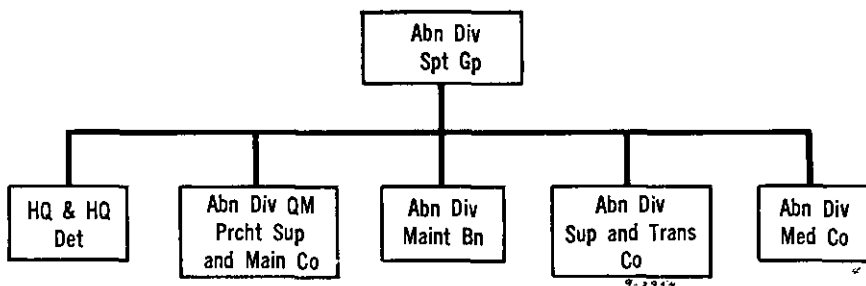 Abn Div
Spt Gp
HQ & HQ
Det
Abn Div QM
Prcht Sup
and Main Co
Abn Div
Maint Bn
Abn Div
Sup and Trans
Co
Abn Div
Med Co